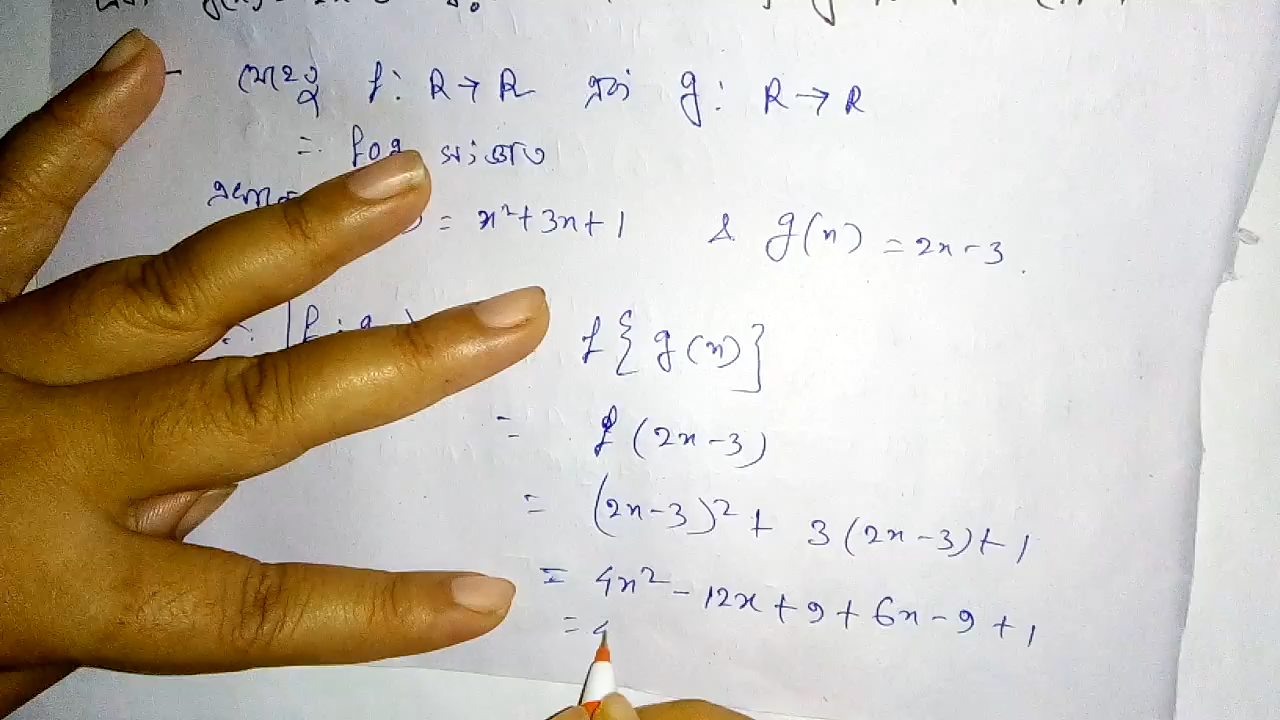 যেহেতু f: R → R এবং g: R → R
∴ fog সংজ্ঞাত
= x² + 3x + 1 & g(x) = 2x - 3.
f{g(x)}
= f(2x - 3)
= (2x - 3)² + 3(2x - 3) + 1
= 4x² - 12x + 9 + 6x - 9 + 1
= 4